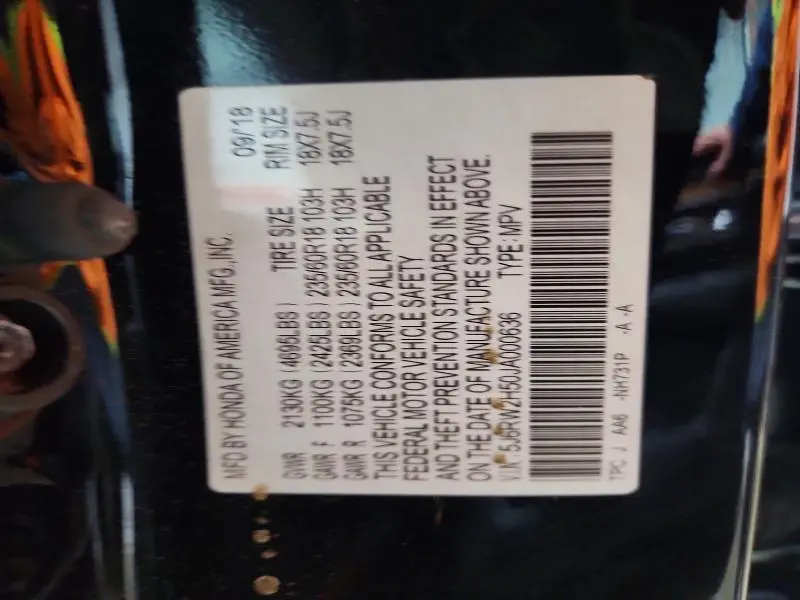 MFD BY HONDA OF AMERICA MFG., INC. 09/18
TIRE SIZE RIM SIZE
GVWR 2130KG (4695LBS)
GAWR F 1100KG (2425LBS 235/60R18 103H 18X7.5J
GAWR R 1075KG (2369LBS 235/60R18 103H 18X7.5J
THIS VEHICLE CONFORMS TO ALL APPLICABLE
FEDERAL MOTOR VEHICLE SAFETY
AND THEFT PREVENTION STANDARDS IN EFFECT
ON THE DATE OF MANUFACTURE SHOWN ABOVE.
V.I.N 5J6RW2H50JA000636 TYPE: MPV
TPC J AA6 -NH731P -A -A